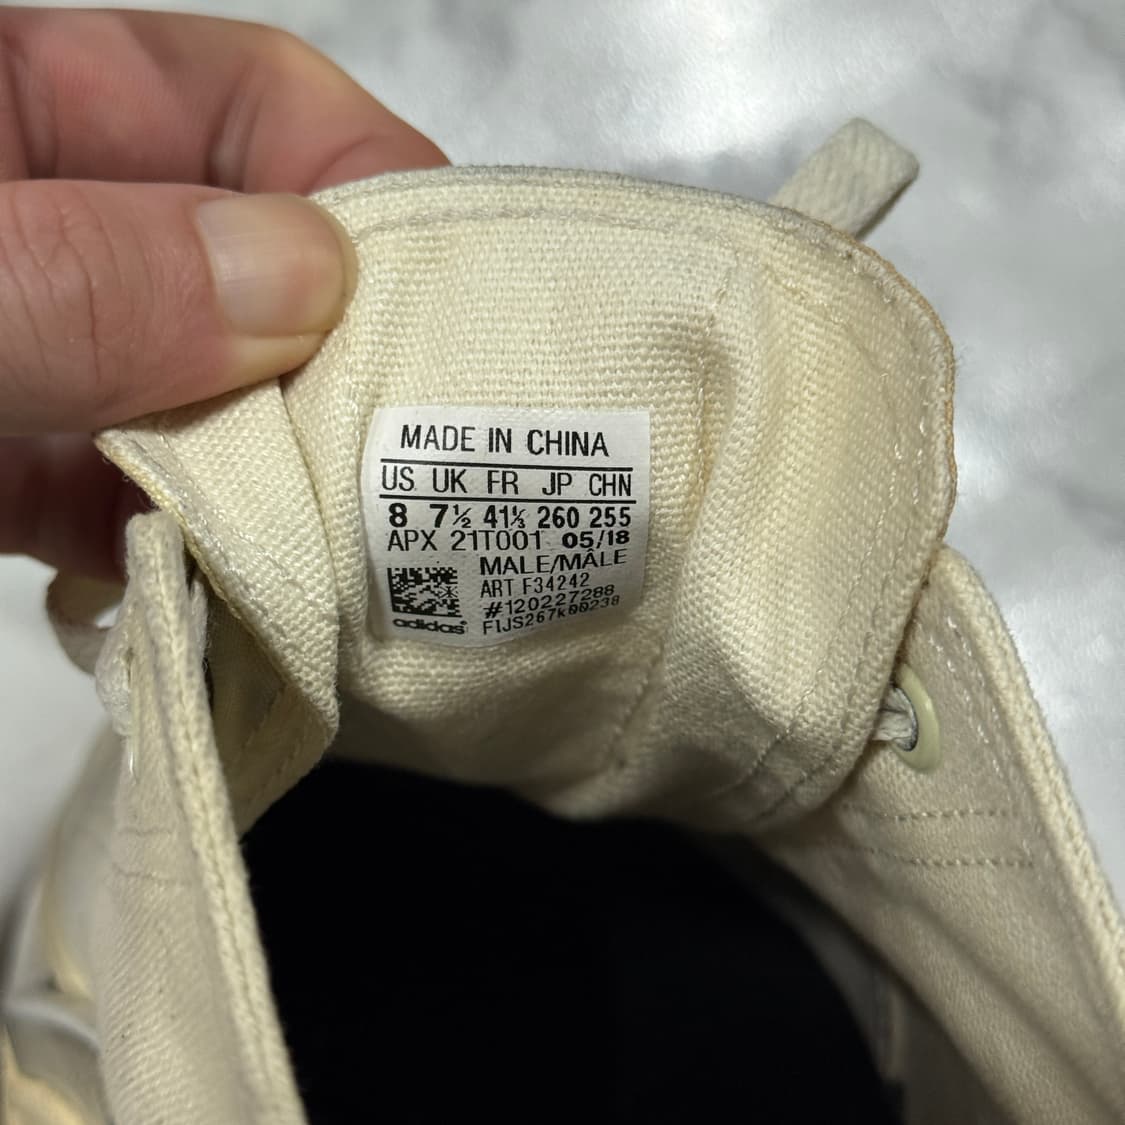 MADE IN CHINA
US UK FR JP CHN
8 7½ 41⅓ 260 255
APX 21T001 05/18
MALE/MÂLE
ART F34242
#120227288
F1JS267k00238
adidas